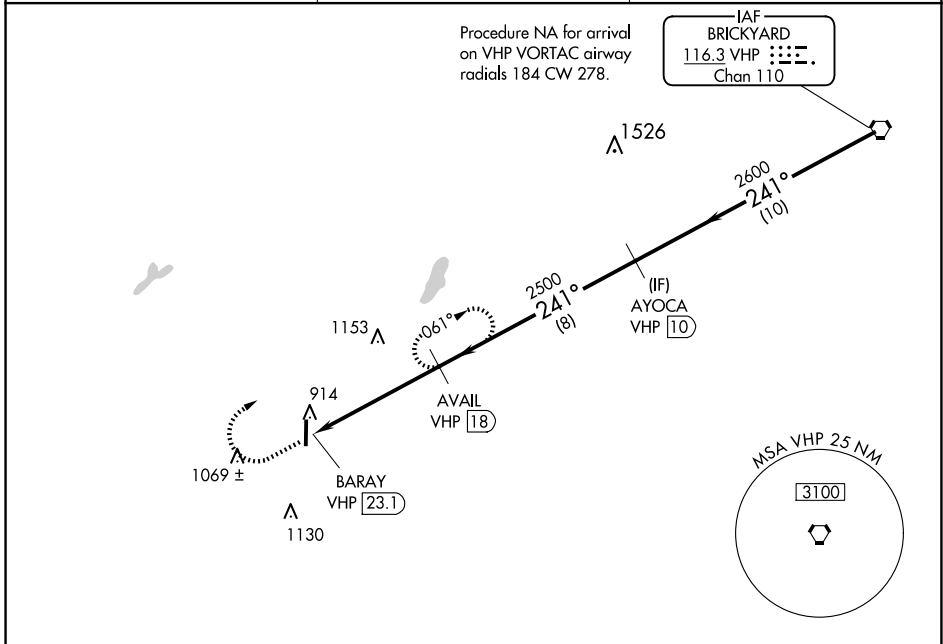 Procedure NA for arrival
on VHP VORTAC airway
radials 184 CW 278.
IAF
BRICKYARD
116.3 VHP
Chan 110
1526
2600
241°
(10)
2500
241°
(8)
(IF)
AYOCA
VHP 10
1153
061°
914
AVAIL
VHP 18
1069 ±
BARAY
VHP 23.1
1130
MSA VHP 25 NM
3100